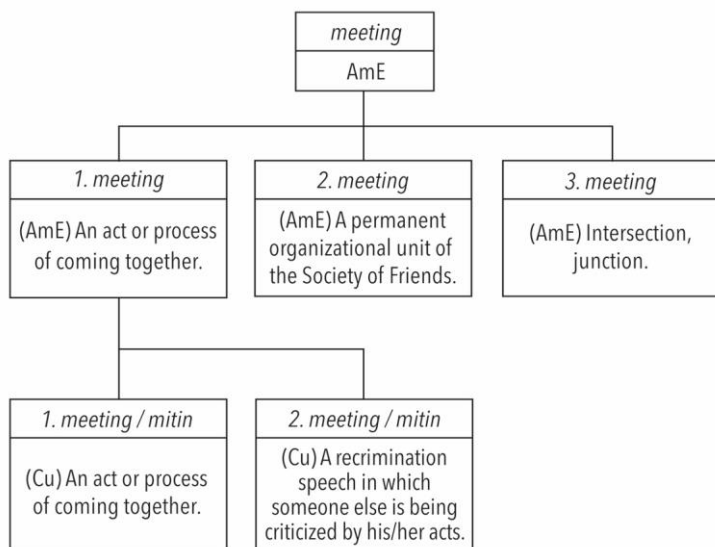 meeting
AmE
1. meeting
(AmE) An act or process
of coming together.
2. meeting
(AmE) A permanent
organizational unit of
the Society of Friends.
3. meeting
(AmE) Intersection,
junction.
1. meeting / mitin
(Cu) An act or process
of coming together.
2. meeting / mitin
(Cu) A recrimination
speech in which
someone else is being
criticized by his/her acts.